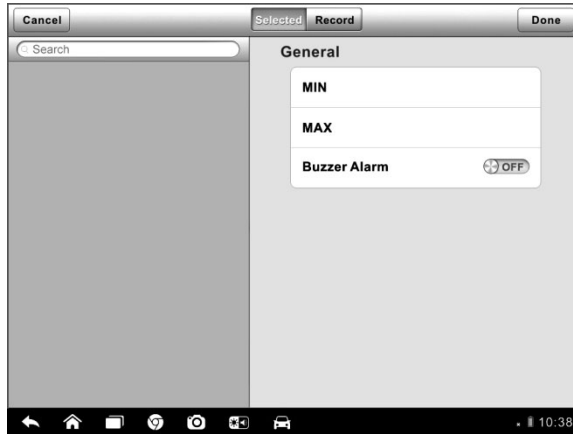 Cancel
Selected Record
Done
Search
General
MIN
MAX
Buzzer Alarm OFF
10:38